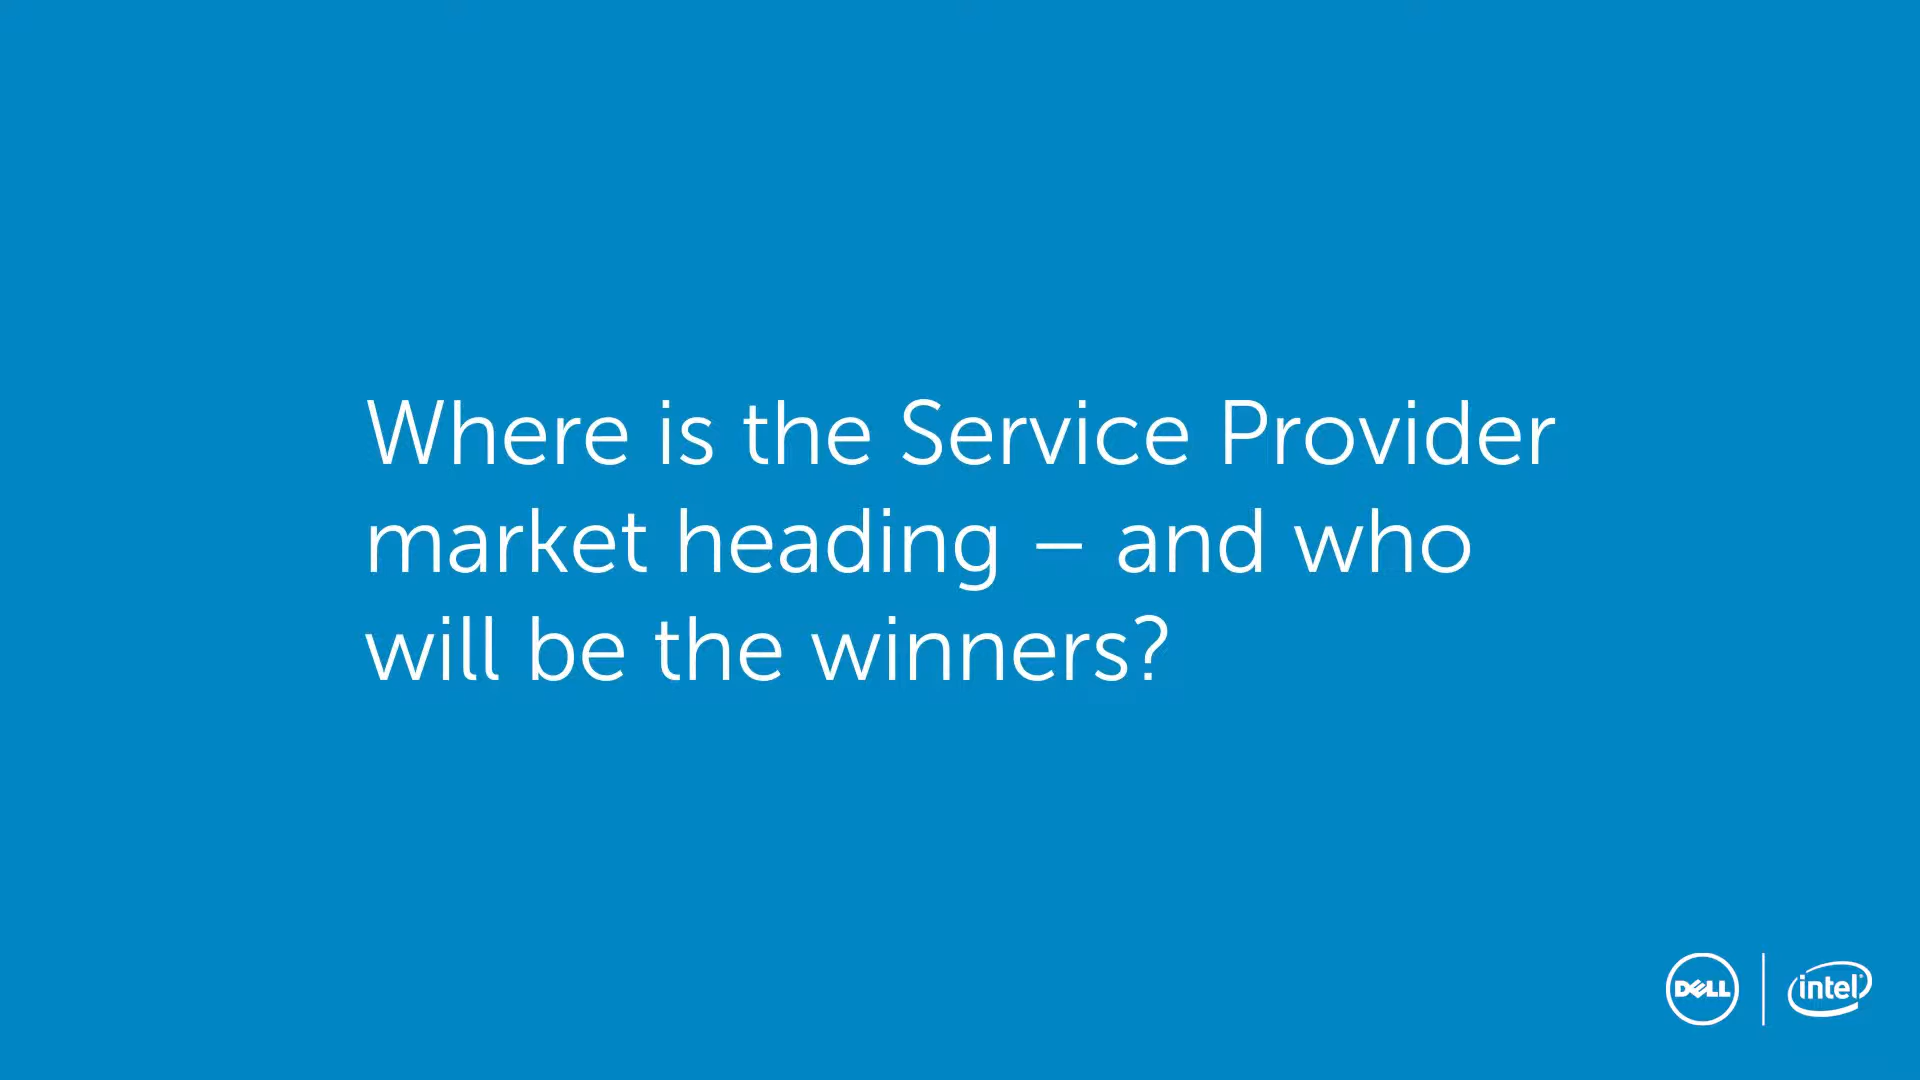 Where is the Service Provider
market heading – and who
will be the winners?
DELL
intel